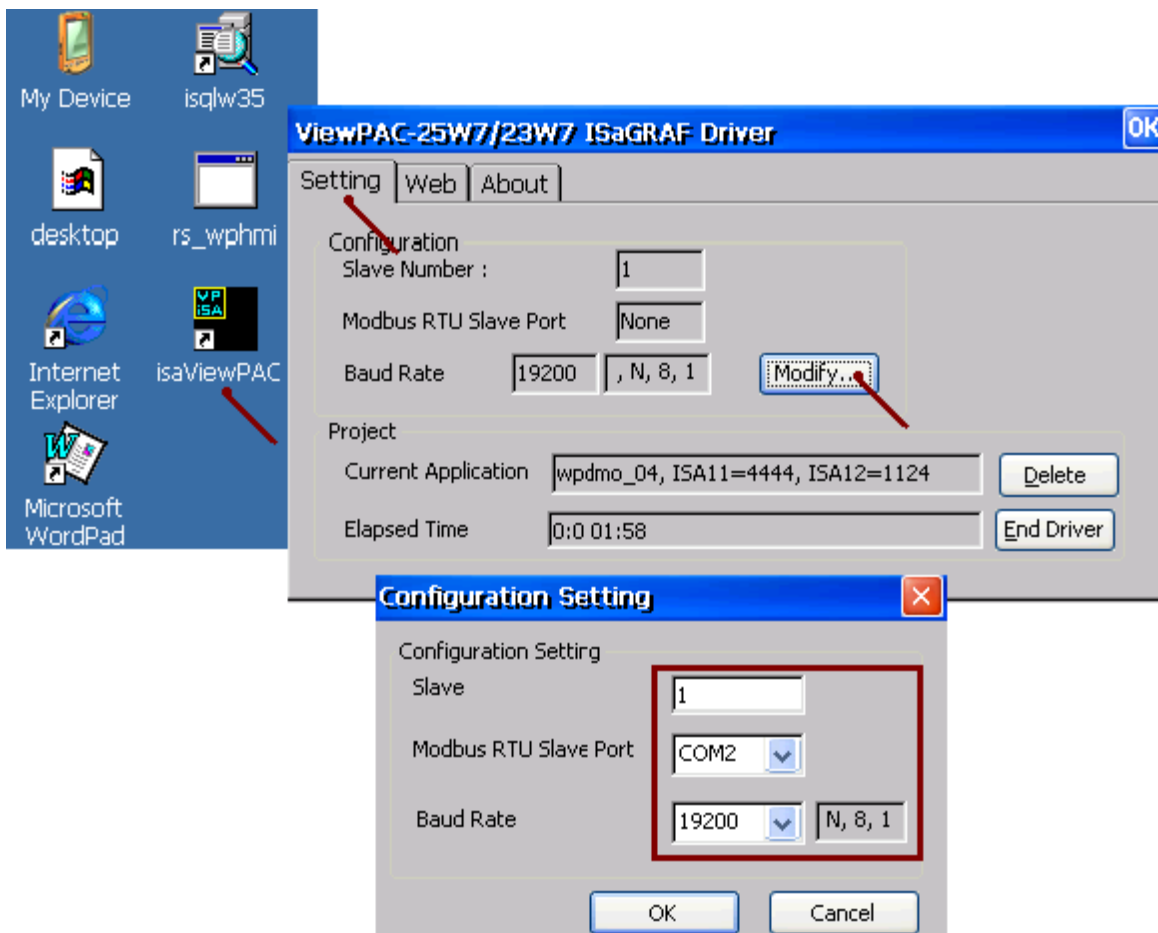 My Device
isqlw35
desktop
rs_wphmi
VP
iSA
Internet
Explorer
isaViewPAC
Microsoft
WordPad
ViewPAC-25W7/23W7 ISaGRAF Driver
OK
Setting
Web
About
Configuration
Slave Number :
1
Modbus RTU Slave Port
None
Baud Rate
19200
, N, 8, 1
Modify...
Project
Current Application
wpdmo_04, ISA11=4444, ISA12=1124
Delete
Elapsed Time
0:0 01:58
End Driver
Configuration Setting
Configuration Setting
Slave
1
Modbus RTU Slave Port
COM2
Baud Rate
19200
N, 8, 1
OK
Cancel